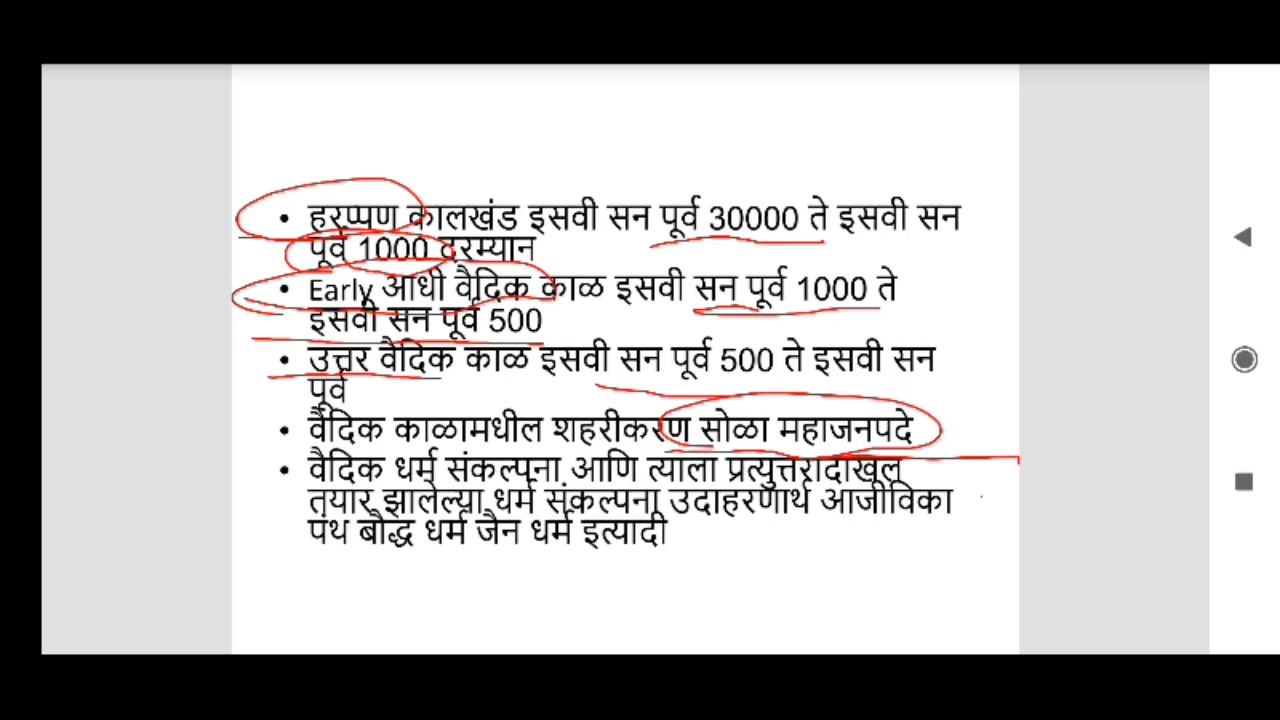 • हरप्पण कालखंड इसवी सन पूर्व 30000 ते इसवी सन
पूर्व 1000 दरम्यान
• Early आधी वैदिक काळ इसवी सन पूर्व 1000 ते
इसवी सन पूर्व 500
• उत्तर वैदिक काळ इसवी सन पूर्व 500 ते इसवी सन
पूर्व
• वैदिक काळामधील शहरीकरण सोळा महाजनपदे
• वैदिक धर्म संकल्पना आणि त्याला प्रत्युत्तरादाखल
तयार झालेल्या धर्म संकल्पना उदाहरणार्थ आजीविका
पंथ बौद्ध धर्म जैन धर्म इत्यादी